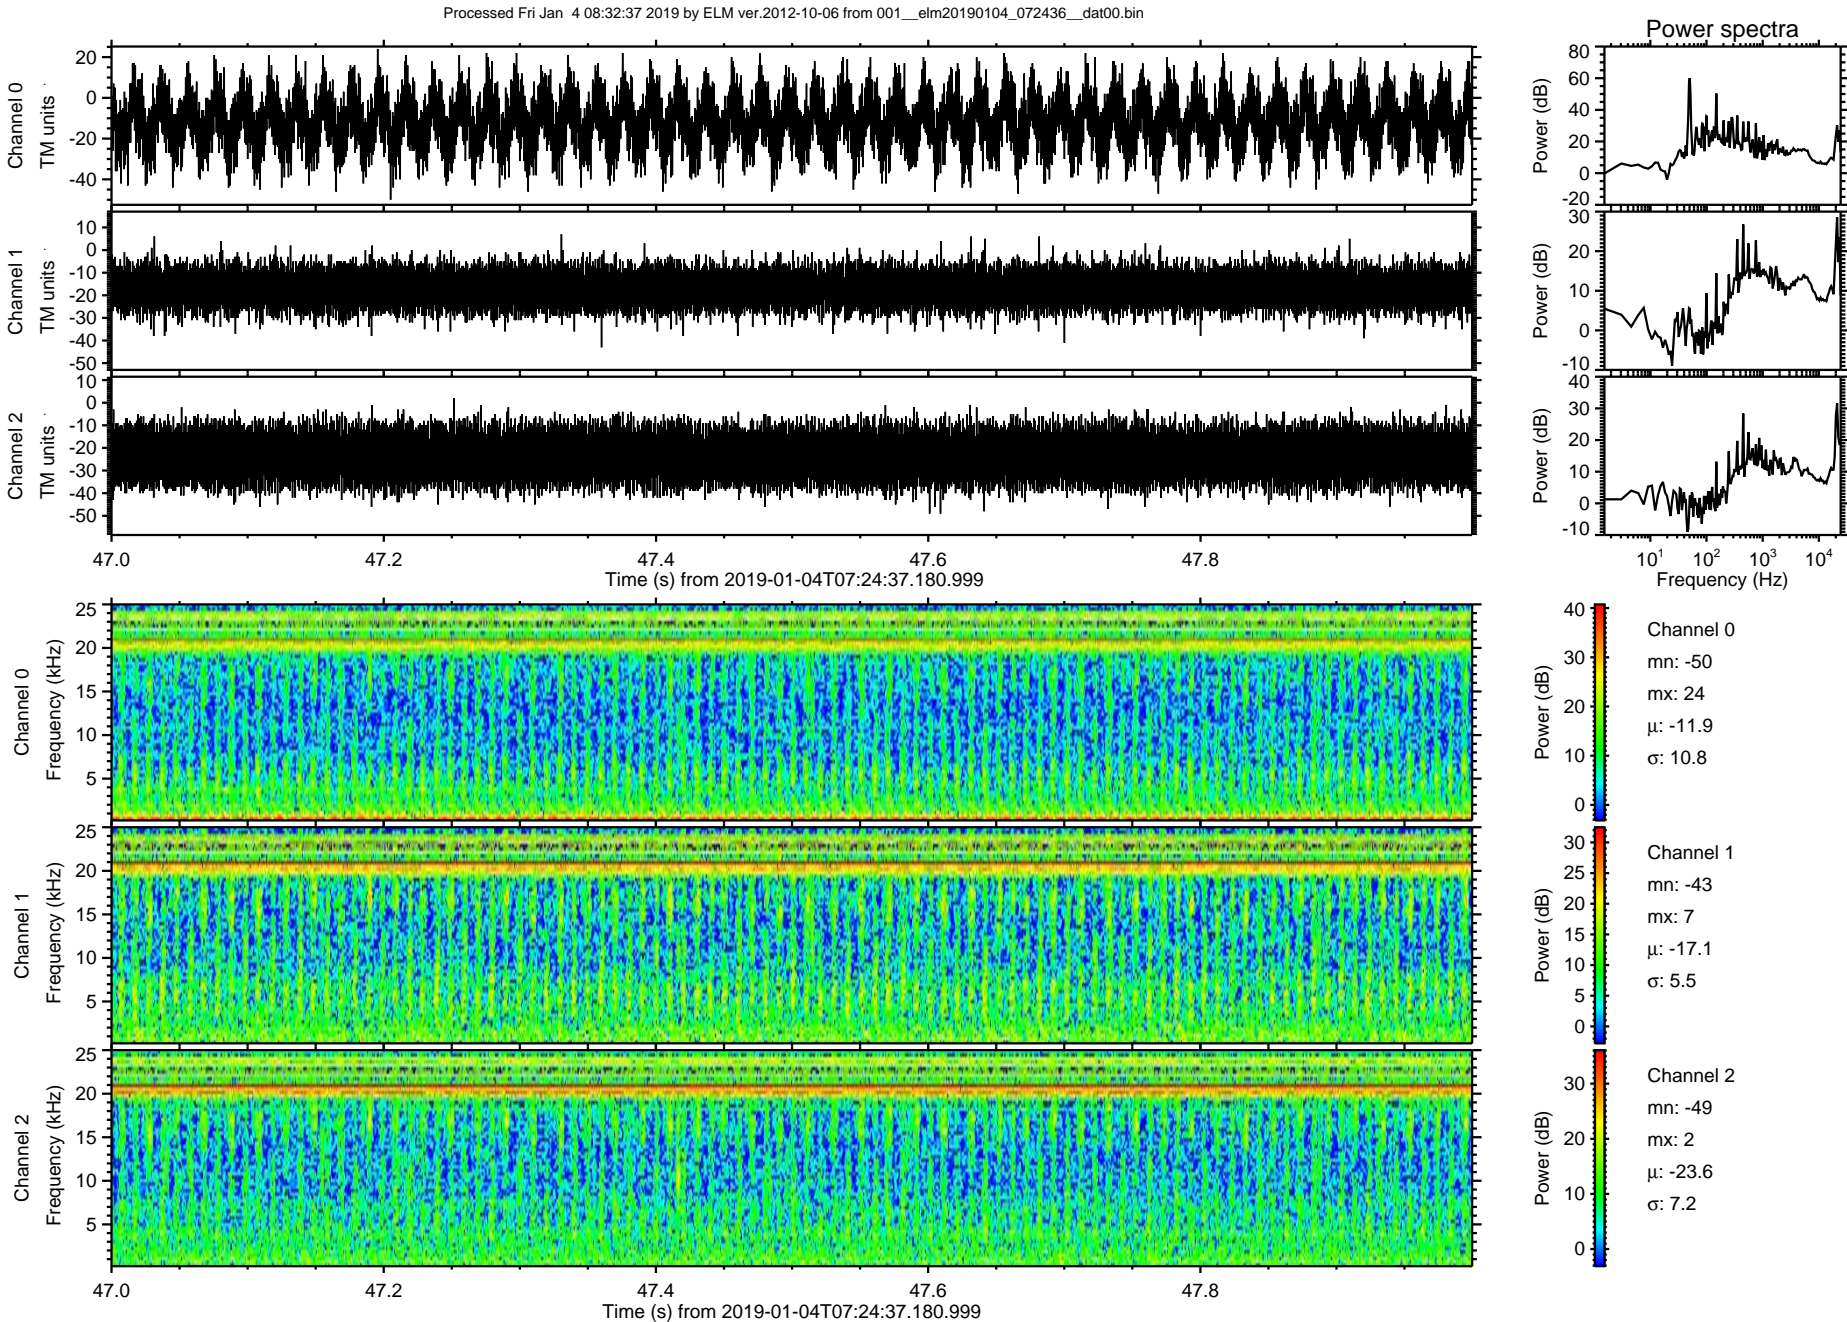 Processed Fri Jan  4 08:32:37 2019 by ELM ver.2012-10-06 from 001__elm20190104_072436__dat00.bin
Power spectra
Channel 0
TM units
20
0
-20
-40
Power (dB)
80
60
40
20
0
-20
Channel 1
TM units
10
0
-10
-20
-30
-40
-50
Power (dB)
30
20
10
0
-10
Channel 2
TM units
10
0
-10
-20
-30
-40
-50
Power (dB)
40
30
20
10
0
-10
47.0 47.2 47.4 47.6 47.8
Time (s) from 2019-01-04T07:24:37.180.999
10¹ 10² 10³ 10⁴
Frequency (Hz)
Channel 0
Frequency (kHz)
25
20
15
10
5
Power (dB)
40
30
20
10
0
Channel 0
mn: -50
mx: 24
μ: -11.9
σ: 10.8
Channel 1
Frequency (kHz)
25
20
15
10
5
Power (dB)
30
25
20
15
10
5
0
Channel 1
mn: -43
mx: 7
μ: -17.1
σ: 5.5
Channel 2
Frequency (kHz)
25
20
15
10
5
Power (dB)
30
20
10
0
Channel 2
mn: -49
mx: 2
μ: -23.6
σ: 7.2
47.0 47.2 47.4 47.6 47.8
Time (s) from 2019-01-04T07:24:37.180.999